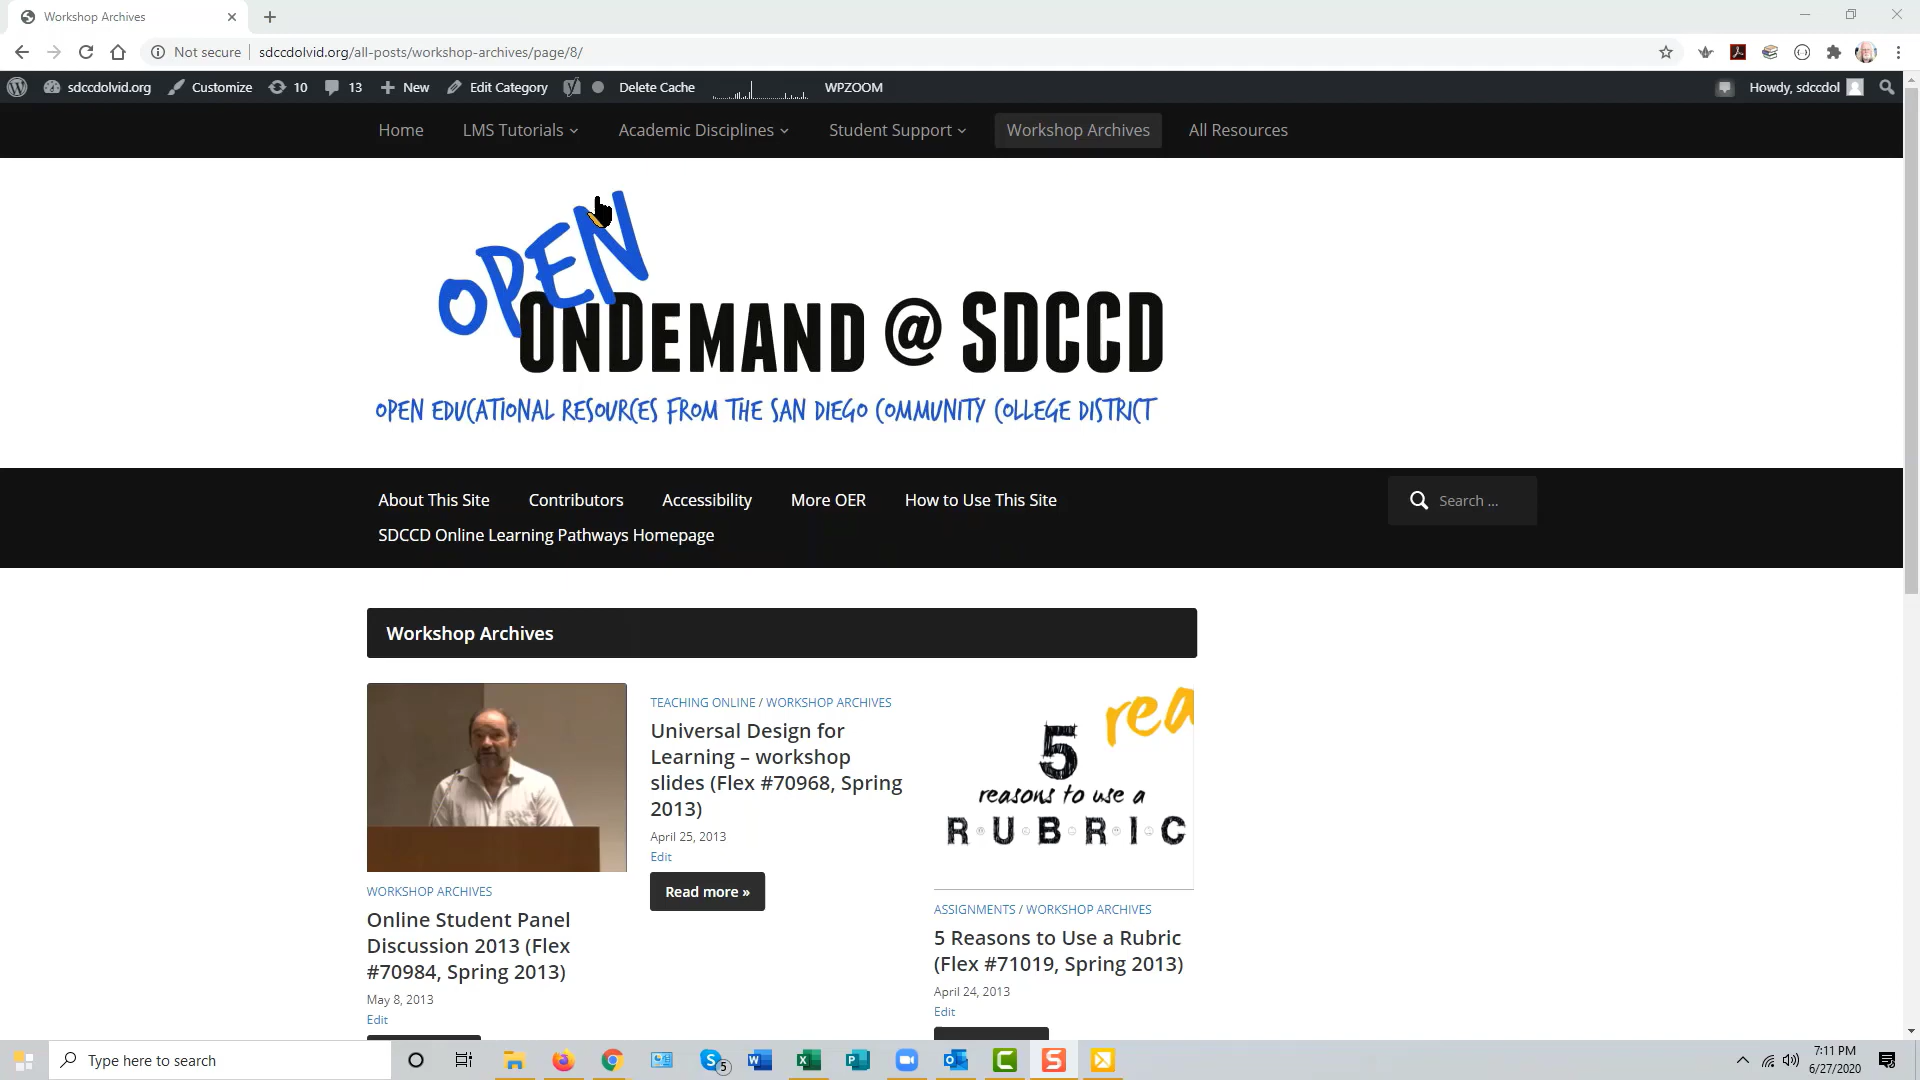 Workshop Archives
Not secure
sdccdolvid.org/all-posts/workshop-archives/page/8/
sdccdolvid.org
Customize
10
13
New
Edit Category
Delete Cache
WPZOOM
Howdy, sdccdol
Home
LMS Tutorials
Academic Disciplines
Student Support
Workshop Archives
All Resources
OPEN
ONDEMAND @ SDCCD
OPEN EDUCATIONAL RESOURCES FROM THE SAN DIEGO COMMUNITY COLLEGE DISTRICT
About This Site
Contributors
Accessibility
More OER
How to Use This Site
SDCCD Online Learning Pathways Homepage
Search ...
Workshop Archives
WORKSHOP ARCHIVES
Online Student Panel
Discussion 2013 (Flex
#70984, Spring 2013)
May 8, 2013
Edit
TEACHING ONLINE / WORKSHOP ARCHIVES
Universal Design for
Learning – workshop
slides (Flex #70968, Spring
2013)
April 25, 2013
Edit
Read more »
rea
5
reasons to use a
RUBRIC
ASSIGNMENTS / WORKSHOP ARCHIVES
5 Reasons to Use a Rubric
(Flex #71019, Spring 2013)
April 24, 2013
Edit
Type here to search
5
7:11 PM
6/27/2020